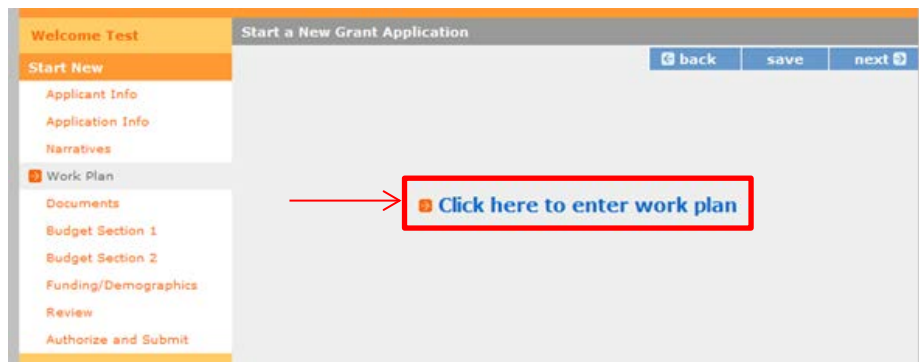 Welcome Test
Start a New Grant Application
back save next
Start New
Applicant Info
Application Info
Narratives
Work Plan
Documents
Budget Section 1
Budget Section 2
Funding/Demographics
Review
Authorize and Submit
Click here to enter work plan